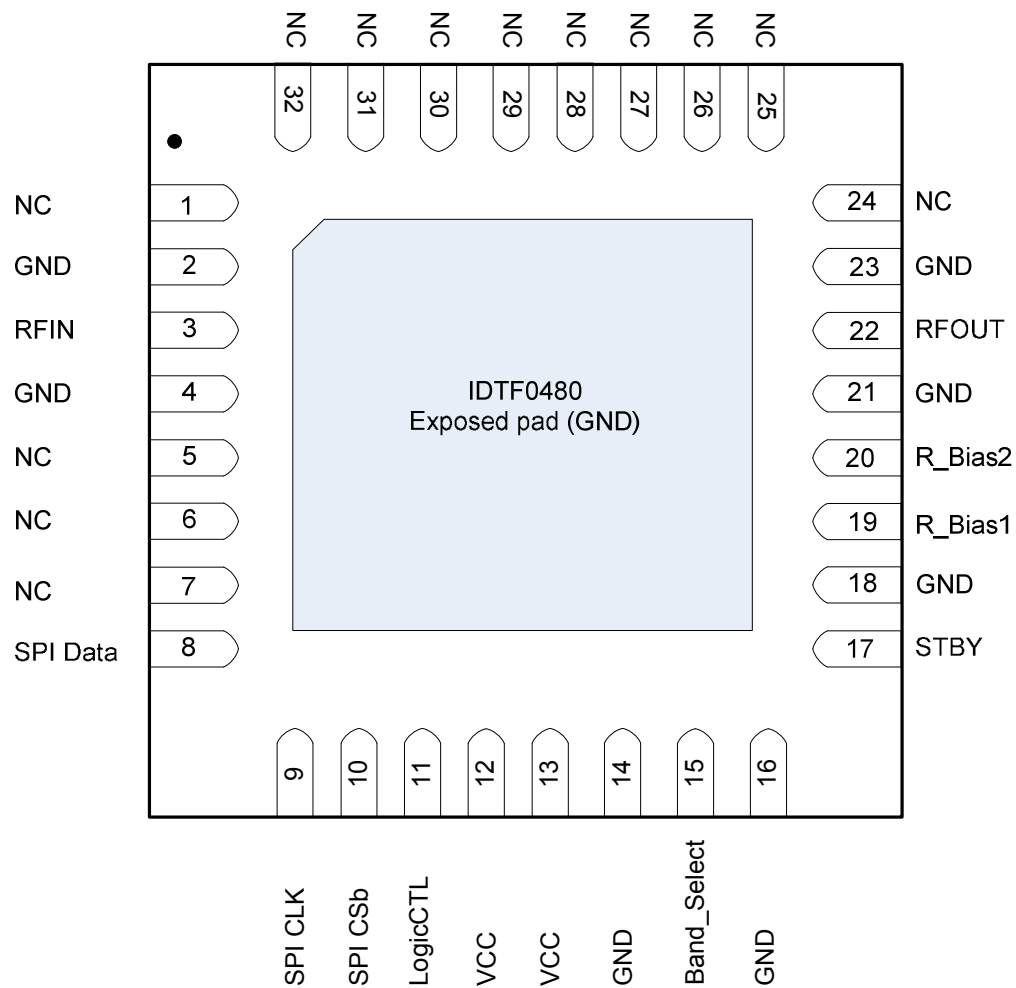 NC NC NC NC NC NC NC NC
32 31 30 29 28 27 26 25
NC 1 24 NC
GND 2 23 GND
RFIN 3 22 RFOUT
GND 4 21 GND
IDTF0480
Exposed pad (GND)
NC 5 20 R_Bias2
NC 6 19 R_Bias1
NC 7 18 GND
SPI Data 8 17 STBY
9 10 11 12 13 14 15 16
SPI CLK
SPI CSb
LogicCTL
VCC
VCC
GND
Band_Select
GND